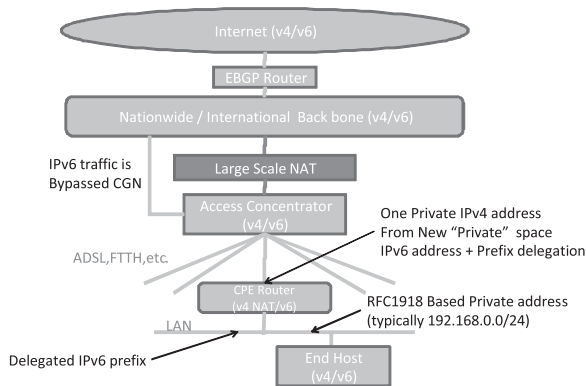 Internet (v4/v6)
EBGP Router
Nationwide / International Back bone (v4/v6)
IPv6 traffic is
Bypassed CGN
Large Scale NAT
Access Concentrator
(v4/v6)
One Private IPv4 address
From New “Private” space
IPv6 address + Prefix delegation
ADSL,FTTH,etc.
CPE Router
(v4 NAT/v6)
RFC1918 Based Private address
(typically 192.168.0.0/24)
LAN
Delegated IPv6 prefix
End Host
(v4/v6)